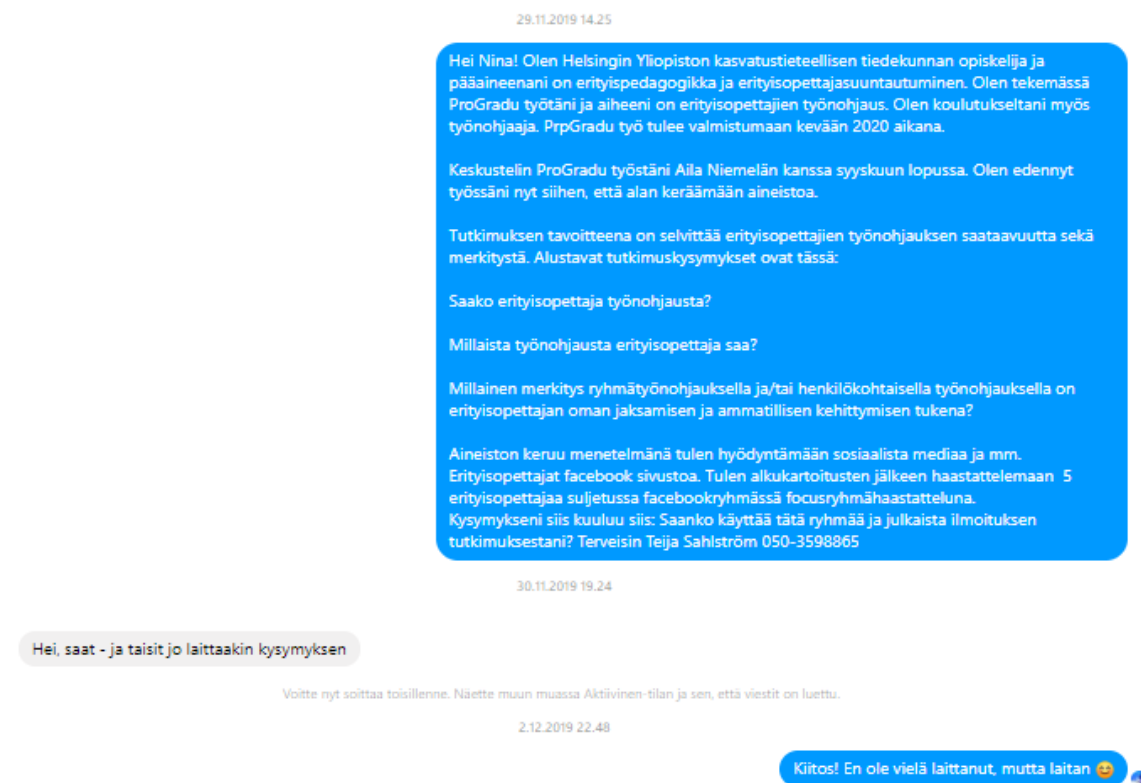 29.11.2019 14.25
Hei Nina! Olen Helsingin Yliopiston kasvatustieteellisen tiedekunnan opiskelija ja
pääaineenani on erityispedagogikka ja erityisopettajasuuntautuminen. Olen tekemässä
ProGradu työtäni ja aiheeni on erityisopettajien työnohjaus. Olen koulutukseltani myös
työnohjaaja. PrpGradu työ tulee valmistumaan kevään 2020 aikana.
Keskustelin ProGradu työstäni Aila Niemelän kanssa syyskuun lopussa. Olen edennyt
työssäni nyt siihen, että alan keräämään aineistoa.
Tutkimuksen tavoitteena on selvittää erityisopettajien työnohjauksen saataavuutta sekä
merkitystä. Alustavat tutkimuskysymykset ovat tässä:
Saako erityisopettaja työnohjausta?
Millaista työnohjausta erityisopettaja saa?
Millainen merkitys ryhmätyönohjauksella ja/tai henkilökohtaisella työnohjauksella on
erityisopettajan oman jaksamisen ja ammatillisen kehittymisen tukena?
Aineiston keruu menetelmänä tulen hyödyntämään sosiaalista mediaa ja mm.
Erityisopettajat facebook sivustoa. Tulen alkukartoitusten jälkeen haastattelemaan 5
erityisopettajaa suljetussa facebookryhmässä focusryhmähaastatteluna.
Kysymykseni siis kuuluu siis: Saanko käyttää tätä ryhmää ja julkaista ilmoituksen
tutkimuksestani? Terveisin Teija Sahlström 050-3598865
30.11.2019 19.24
Hei, saat - ja taisit jo laittaakin kysymyksen
Voitte nyt soittaa toisillenne. Näette muun muassa Aktiivinen-tilan ja sen, että viestit on luettu.
2.12.2019 22.48
Kiitos! En ole vielä laittanut, mutta laitan 😊